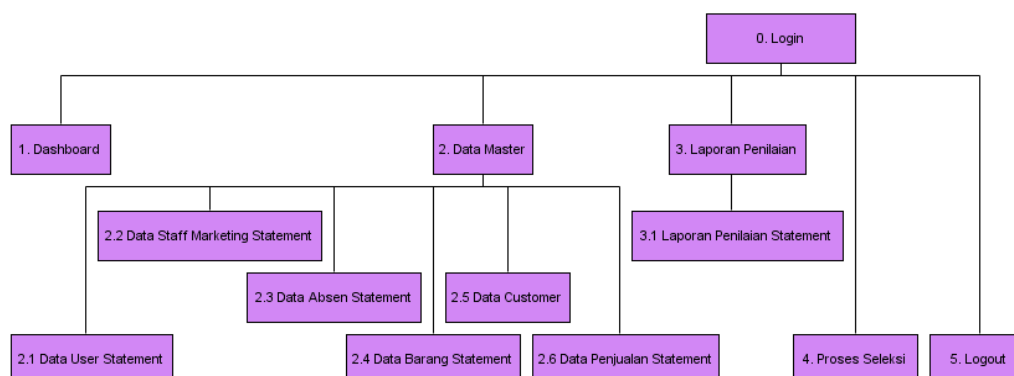 0. Login
1. Dashboard
2. Data Master
3. Laporan Penilaian
2.2 Data Staff Marketing Statement
3.1 Laporan Penilaian Statement
2.3 Data Absen Statement
2.5 Data Customer
2.1 Data User Statement
2.4 Data Barang Statement
2.6 Data Penjualan Statement
4. Proses Seleksi
5. Logout